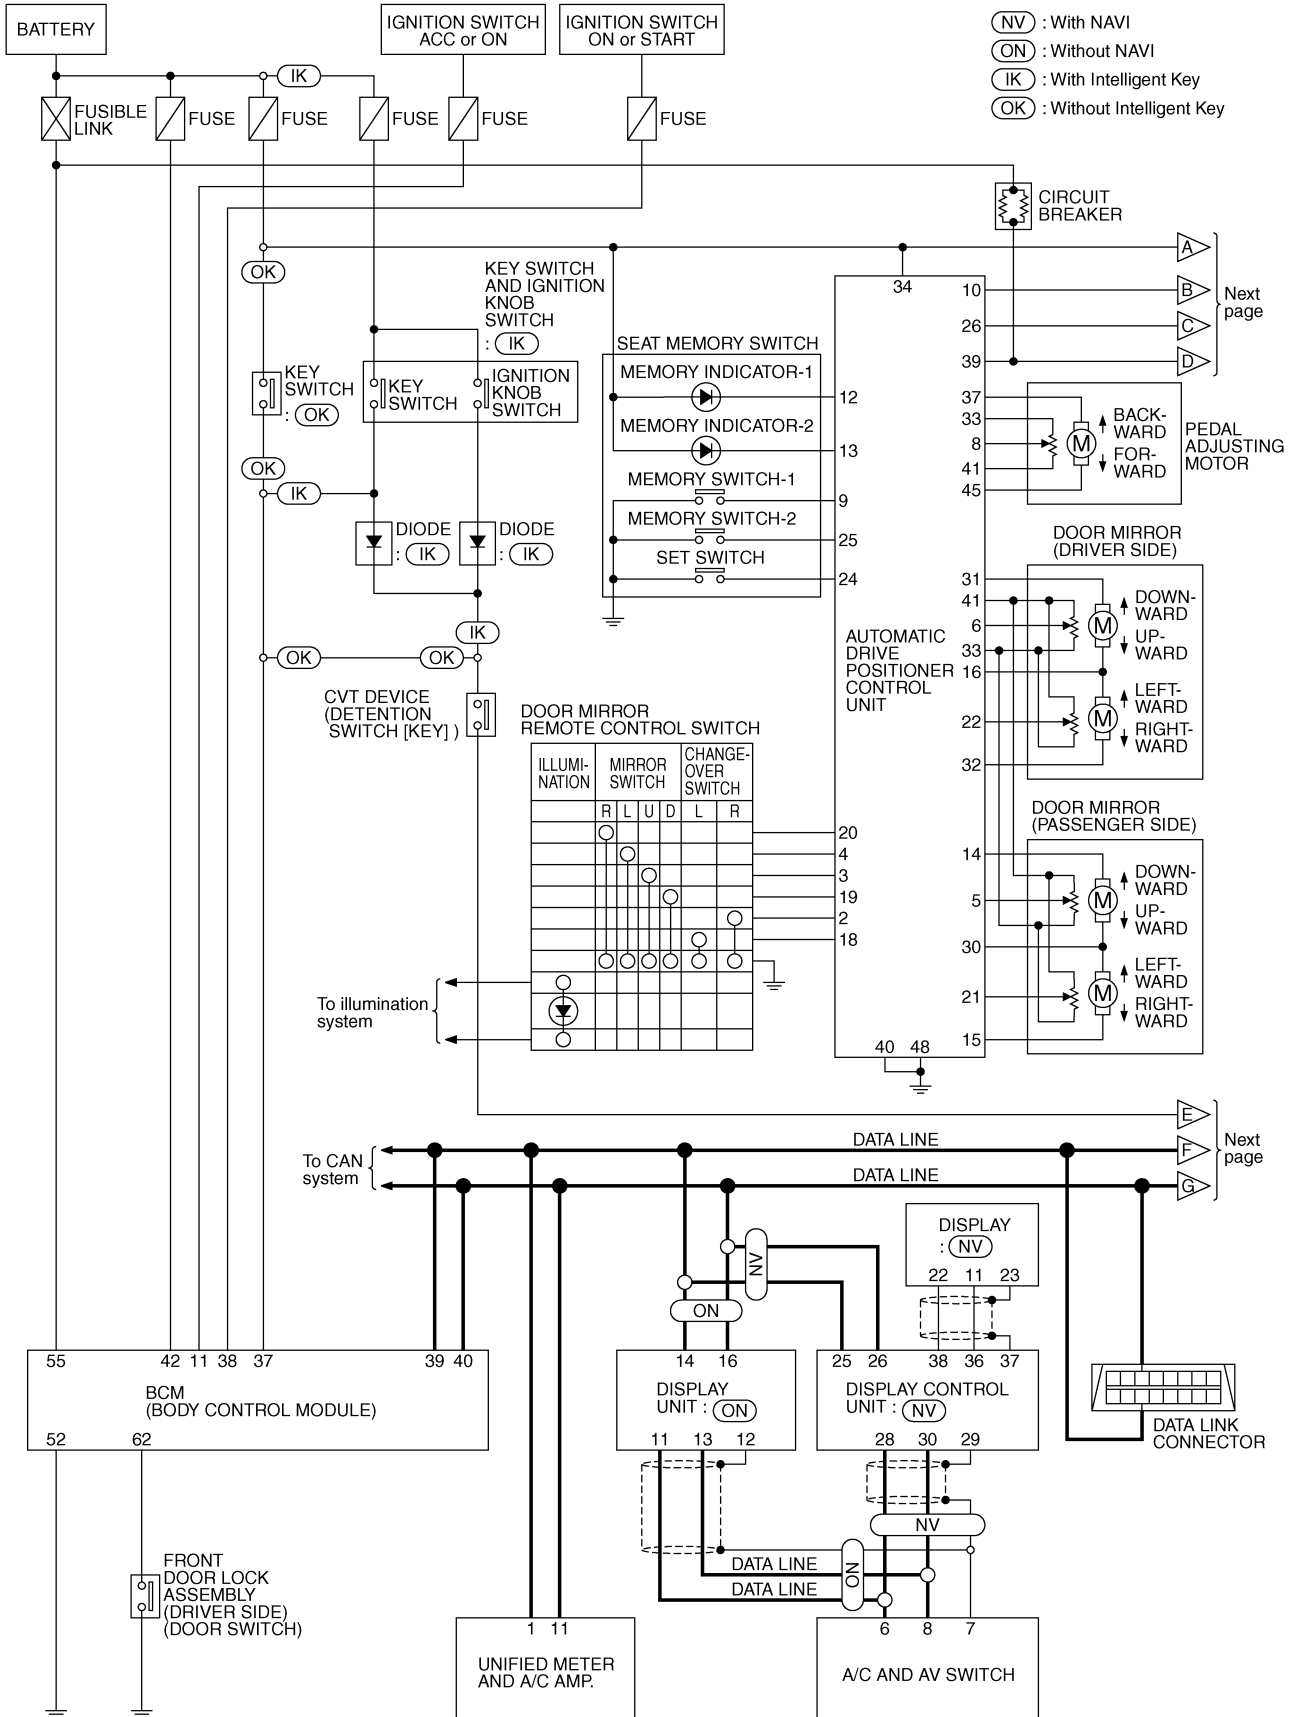 BATTERY
IGNITION SWITCH
ACC or ON
IGNITION SWITCH
ON or START
NV : With NAVI
ON : Without NAVI
IK : With Intelligent Key
OK : Without Intelligent Key
IK
FUSIBLE
LINK
FUSE
FUSE
FUSE
FUSE
FUSE
CIRCUIT
BREAKER
A
OK
KEY SWITCH
AND IGNITION
KNOB
SWITCH
: IK
34
10
B
26
C
39
D
Next
page
SEAT MEMORY SWITCH
MEMORY INDICATOR-1
12
MEMORY INDICATOR-2
13
MEMORY SWITCH-1
9
MEMORY SWITCH-2
25
SET SWITCH
24
KEY
SWITCH
: OK
KEY
SWITCH
IGNITION
KNOB
SWITCH
37
33
8
41
45
M
BACK-
WARD
FOR-
WARD
PEDAL
ADJUSTING
MOTOR
OK
IK
DIODE
: IK
DIODE
: IK
IK
OK
OK
CVT DEVICE
(DETENTION
SWITCH [KEY] )
AUTOMATIC
DRIVE
POSITIONER
CONTROL
UNIT
DOOR MIRROR
(DRIVER SIDE)
31
41
6
33
16
22
32
M
DOWN-
WARD
UP-
WARD
M
LEFT-
WARD
RIGHT-
WARD
DOOR MIRROR
REMOTE CONTROL SWITCH
ILLUMI-
NATION
MIRROR
SWITCH
CHANGE-
OVER
SWITCH
R L U D L R
20
4
3
19
2
18
DOOR MIRROR
(PASSENGER SIDE)
14
5
30
21
15
M
DOWN-
WARD
UP-
WARD
M
LEFT-
WARD
RIGHT-
WARD
To illumination
system
40 48
E
F
G
Next
page
To CAN
system
DATA LINE
DATA LINE
NV
ON
DISPLAY
: NV
22 11 23
55 42 11 38 37 39 40
BCM
(BODY CONTROL MODULE)
52 62
14 16
DISPLAY
UNIT : ON
11 13 12
25 26 38 36 37
DISPLAY CONTROL
UNIT : NV
28 30 29
DATA LINK
CONNECTOR
NV
ON
DATA LINE
DATA LINE
FRONT
DOOR LOCK
ASSEMBLY
(DRIVER SIDE)
(DOOR SWITCH)
1 11
UNIFIED METER
AND A/C AMP.
6 8 7
A/C AND AV SWITCH